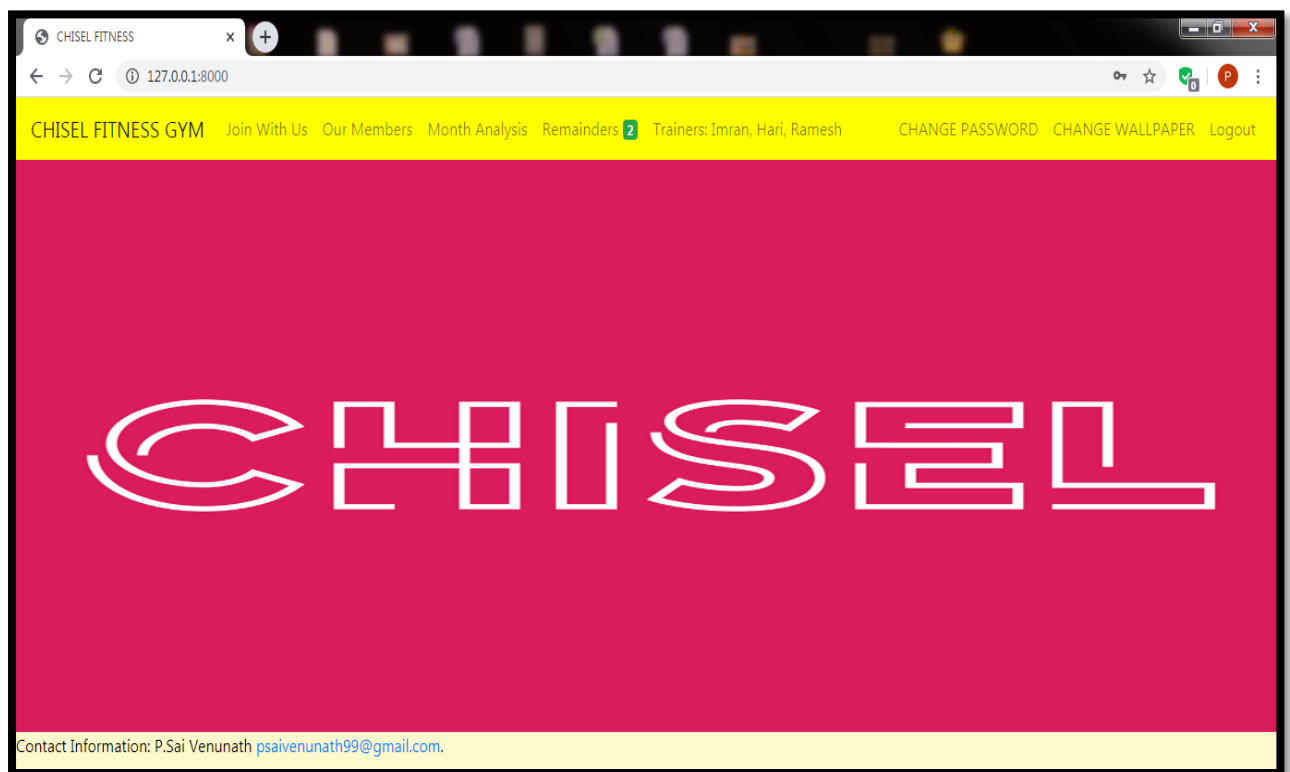 CHISEL FITNESS
127.0.0.1:8000
0
P
CHISEL FITNESS GYM Join With Us Our Members Month Analysis Remainders 2 Trainers: Imran, Hari, Ramesh CHANGE PASSWORD CHANGE WALLPAPER Logout
CHISEL
Contact Information: P.Sai Venunath psaivenunath99@gmail.com.